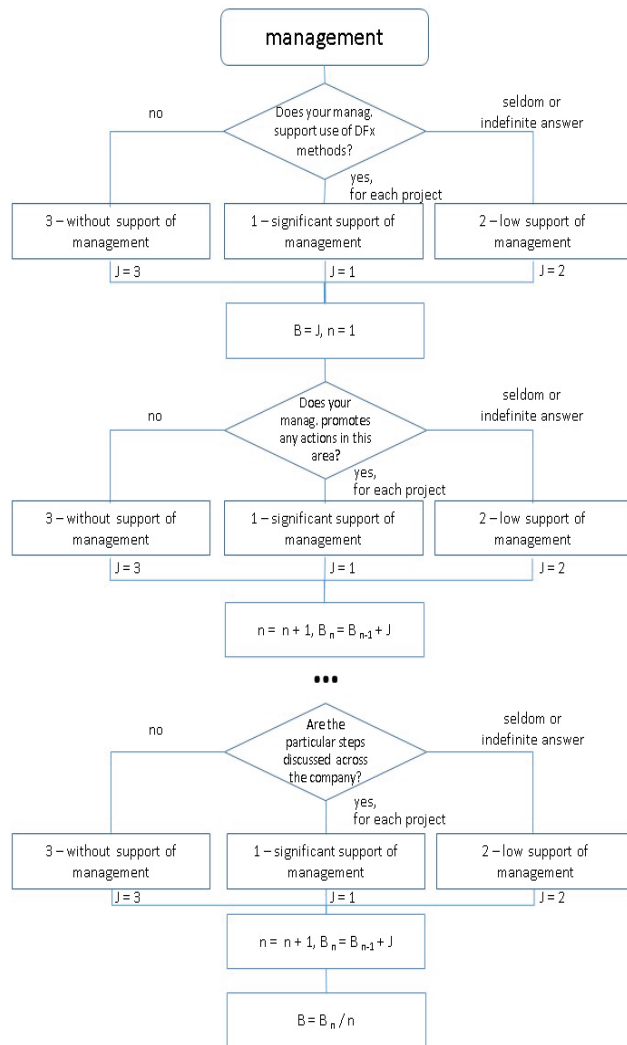 management
Does your manag.
support use of DFx
methods?
no
seldom or
indefinite answer
yes,
for each project
3 – without support of
management
1 – significant support of
management
2 – low support of
management
J = 3
J = 1
J = 2
B = J, n = 1
Does your
manag. promotes
any actions in this
area?
no
seldom or
indefinite answer
yes,
for each project
3 – without support of
management
1 – significant support of
management
2 – low support of
management
J = 3
J = 1
J = 2
n = n + 1, Bₙ = Bₙ₋₁ + J
...
Are the
particular steps
discussed across
the company?
no
seldom or
indefinite answer
yes,
for each project
3 – without support of
management
1 – significant support of
management
2 – low support of
management
J = 3
J = 1
J = 2
n = n + 1, Bₙ = Bₙ₋₁ + J
B = Bₙ / n